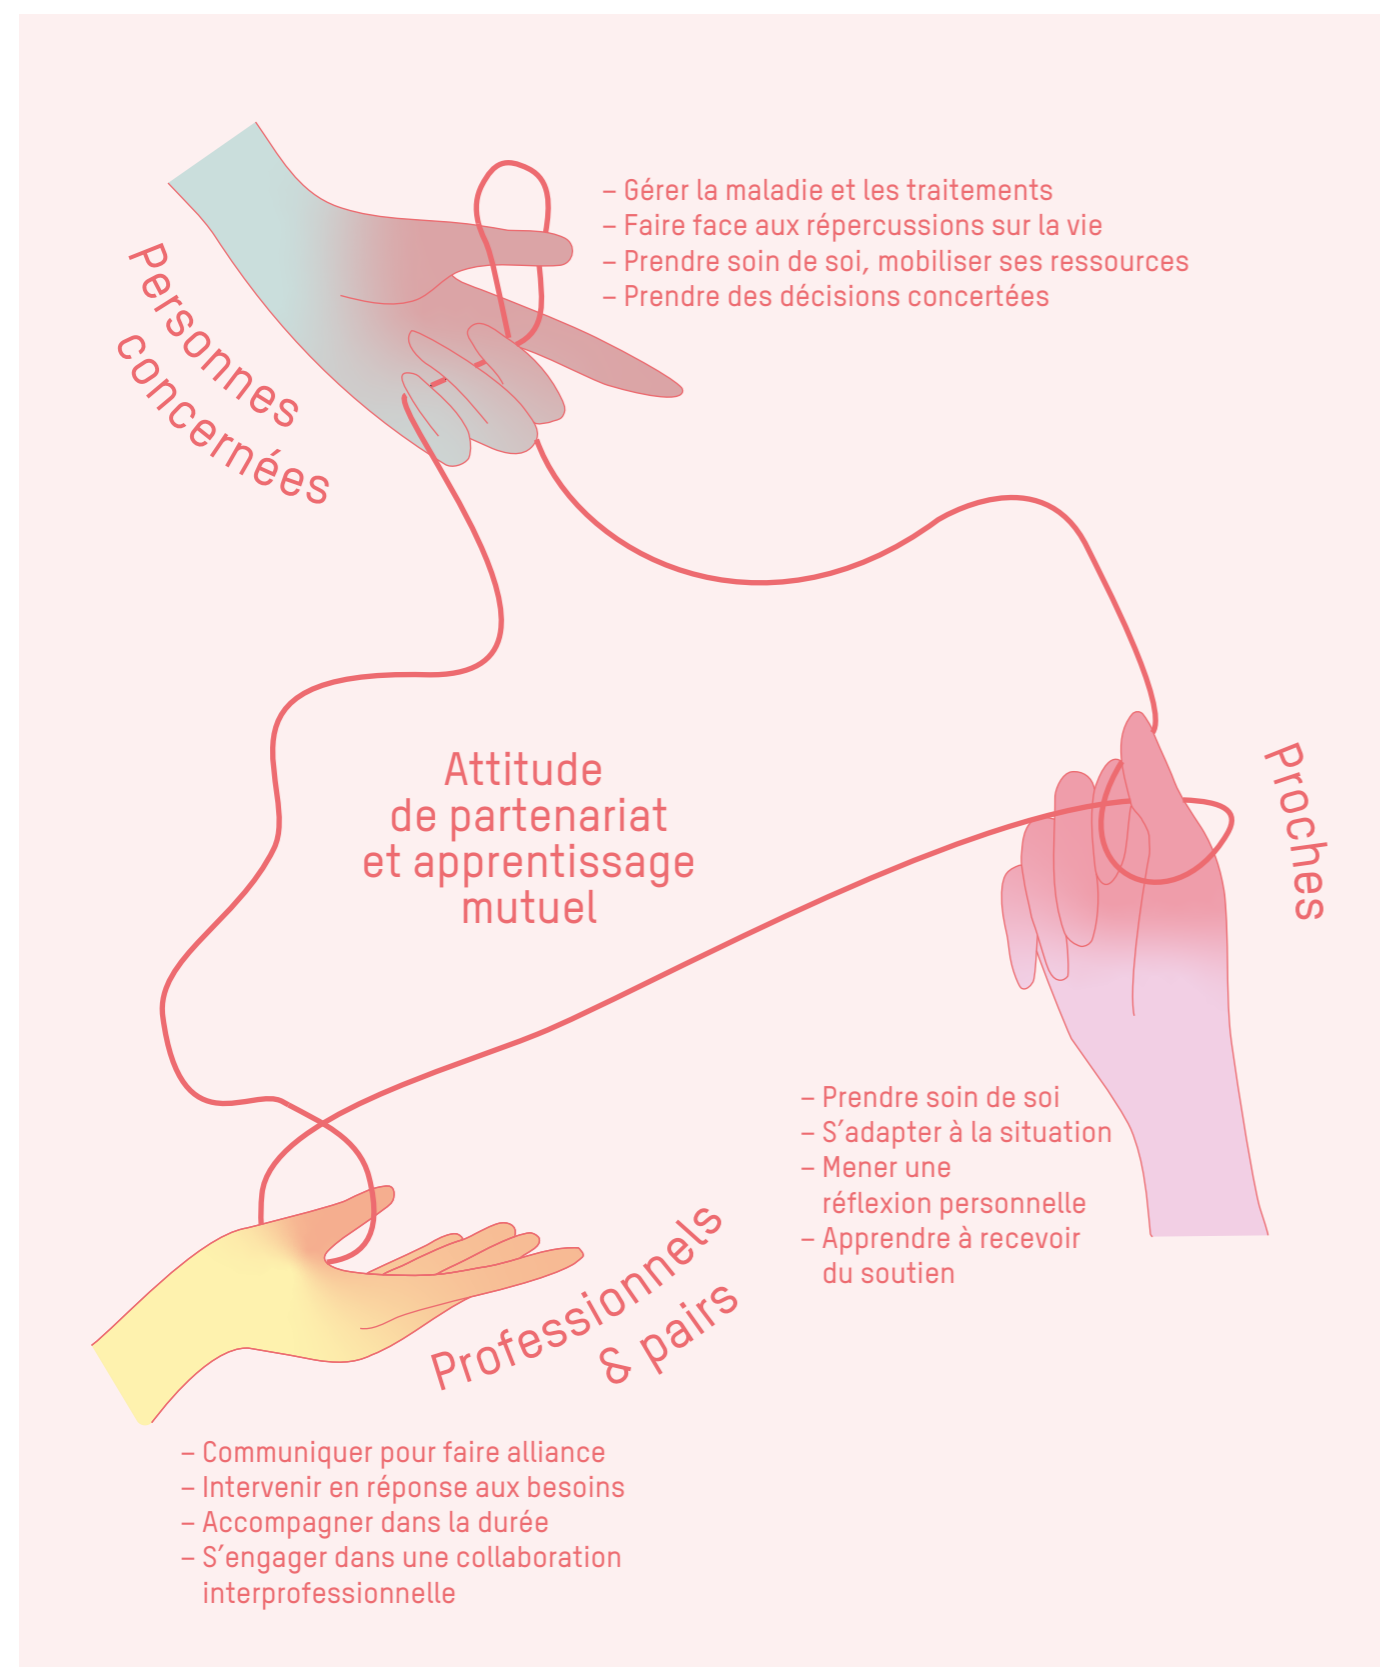 Personnes
concernées
– Gérer la maladie et les traitements
– Faire face aux répercussions sur la vie
– Prendre soin de soi, mobiliser ses ressources
– Prendre des décisions concertées
Attitude
de partenariat
et apprentissage
mutuel
Proches
– Prendre soin de soi
– S’adapter à la situation
– Mener une
réflexion personnelle
– Apprendre à recevoir
du soutien
Professionnels
& pairs
– Communiquer pour faire alliance
– Intervenir en réponse aux besoins
– Accompagner dans la durée
– S’engager dans une collaboration
interprofessionnelle